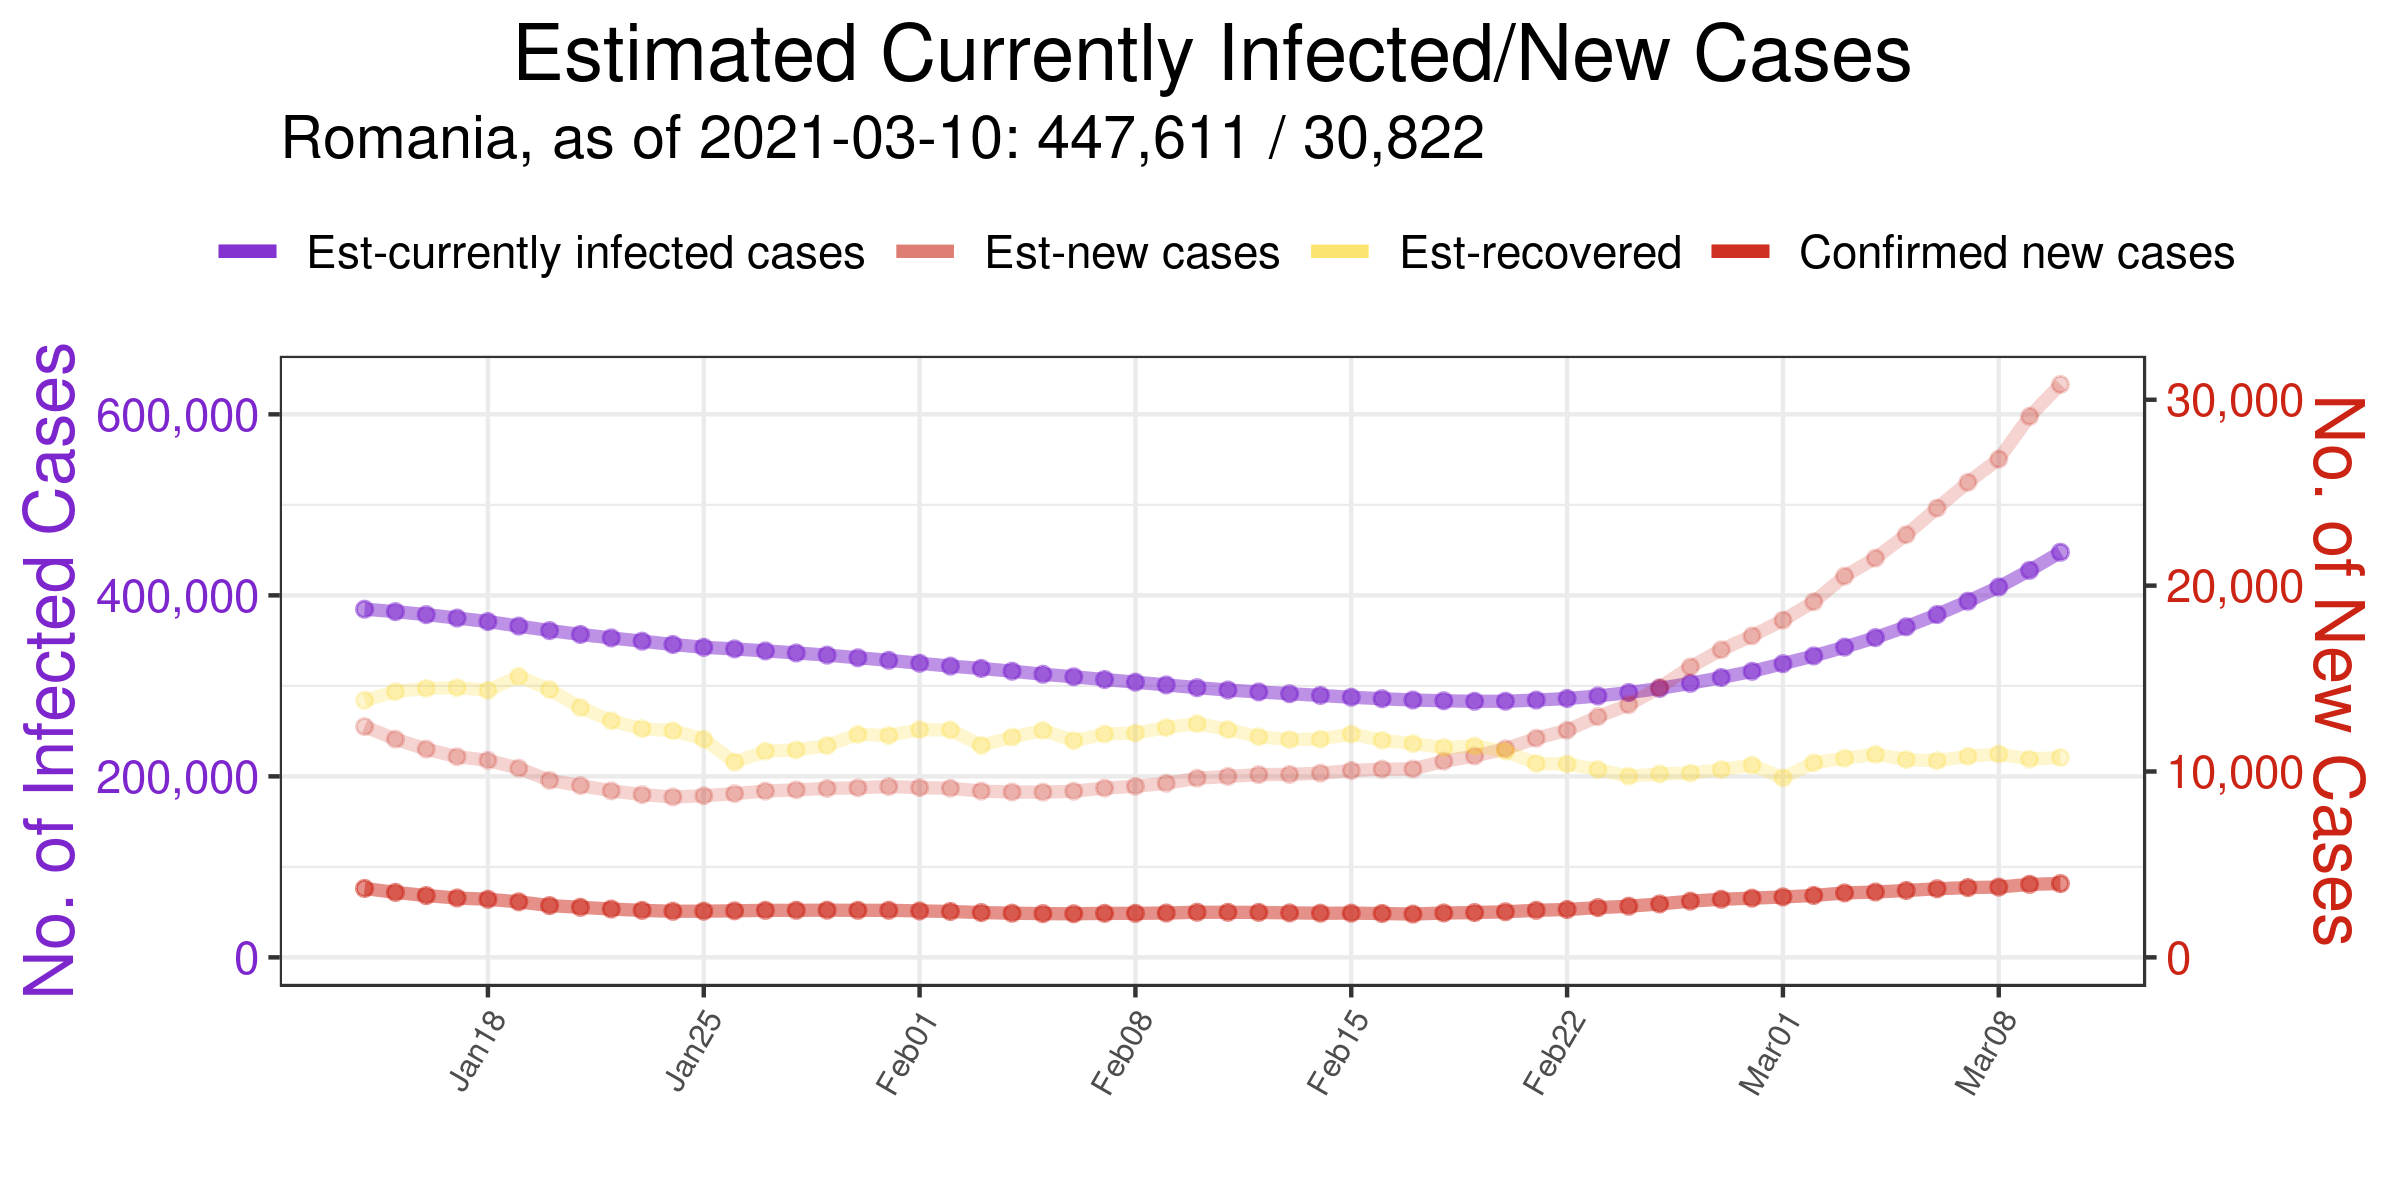 Estimated Currently Infected/New Cases
Romania, as of 2021-03-10: 447,611 / 30,822
Est-currently infected cases Est-new cases Est-recovered Confirmed new cases
No. of Infected Cases
600,000
400,000
200,000
0
30,000
20,000
10,000
0
No. of New Cases
Jan18 Jan25 Feb01 Feb08 Feb15 Feb22 Mar01 Mar08